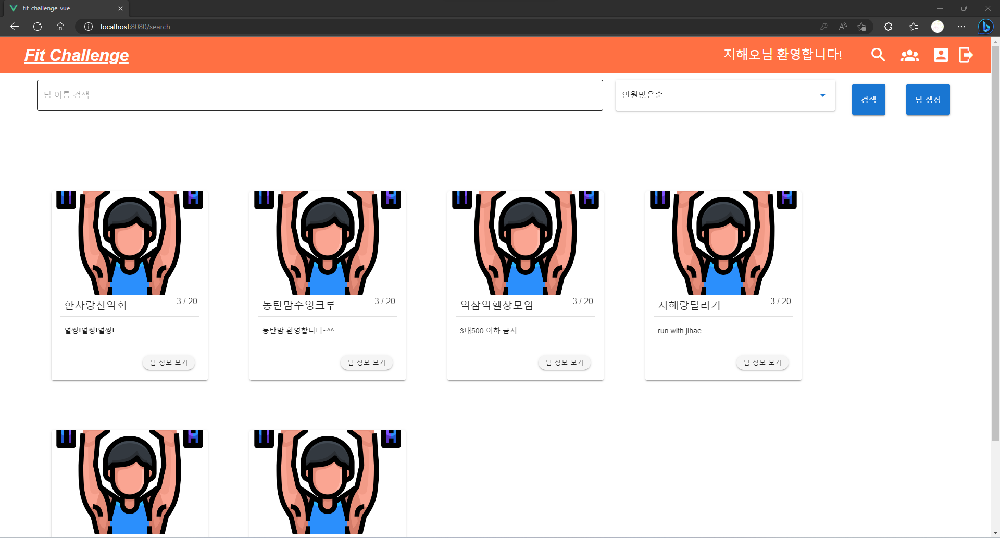 fit_challenge_vue
localhost:8080/search
Fit Challenge
지해오님 환영합니다!
팀 이름 검색
인원많은순
검색
팀 생성
한사랑산악회
3 / 20
열쩡!열쩡!열쩡!
팀 정보 보기
동탄맘수영크루
3 / 20
동탄맘 환영합니다~^^
팀 정보 보기
역삼역헬창모임
3 / 20
3대500 이하 금지
팀 정보 보기
지해랑달리기
3 / 20
run with jihae
팀 정보 보기